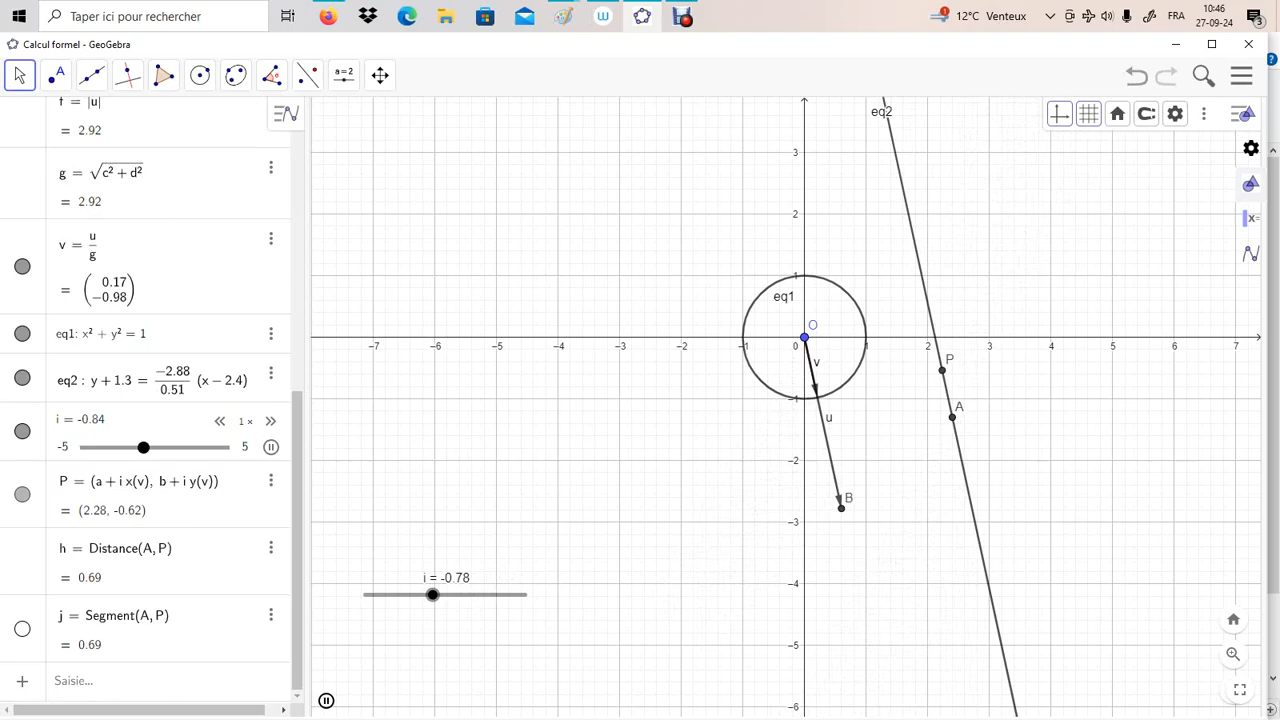 Taper ici pour rechercher
12°C Venteux
FRA
10:46
27-09-24
3
Calcul formel - GeoGebra
a=2
f = |u|
= 2.92
g = √c² + d²
= 2.92
v = u/g
= (0.17
−0.98)
eq1: x² + y² = 1
eq2 : y + 1.3 = −2.88/0.51 (x − 2.4)
i = -0.84
1 ×
-5
5
P = (a + i x(v), b + i y(v))
= (2.28, -0.62)
h = Distance(A, P)
= 0.69
j = Segment(A, P)
= 0.69
Saisie...
eq2
3
2
1
eq1
O
−7 −6 −5 −4 −3 −2 −1 0 1 2 3 4 5 6 7
P
v
−1
A
u
−2
B
−3
i = -0.78
−4
−5
−6
x=